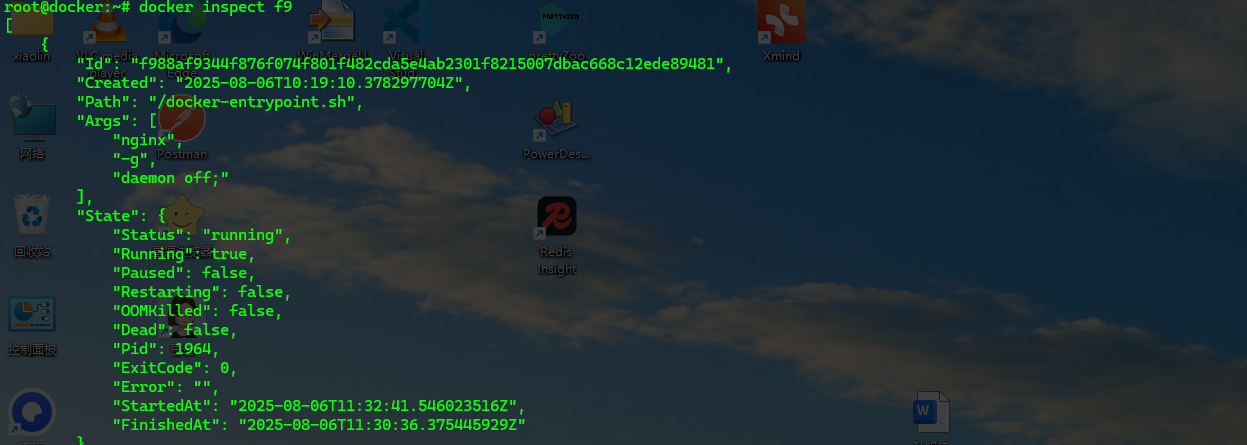 root@docker:~# docker inspect f9
[
    {
        "Id": "f988af9344f876f074f801f482cda5e4ab2301f8215007dbac668c12ede89481",
        "Created": "2025-08-06T10:19:10.378297704Z",
        "Path": "/docker-entrypoint.sh",
        "Args": [
            "nginx",
            "-g",
            "daemon off;"
        ],
        "State": {
            "Status": "running",
            "Running": true,
            "Paused": false,
            "Restarting": false,
            "OOMKilled": false,
            "Dead": false,
            "Pid": 1964,
            "ExitCode": 0,
            "Error": "",
            "StartedAt": "2025-08-06T11:32:41.546023516Z",
            "FinishedAt": "2025-08-06T11:30:36.375445929Z"
        }
xiaolin
VLC media
player
Microsoft
Edge
Visual
PRETTYZOO
prettyZoo
Xmind
网络
Postman
PowerDes...
回收站
Redis
Insight
控制面板
W